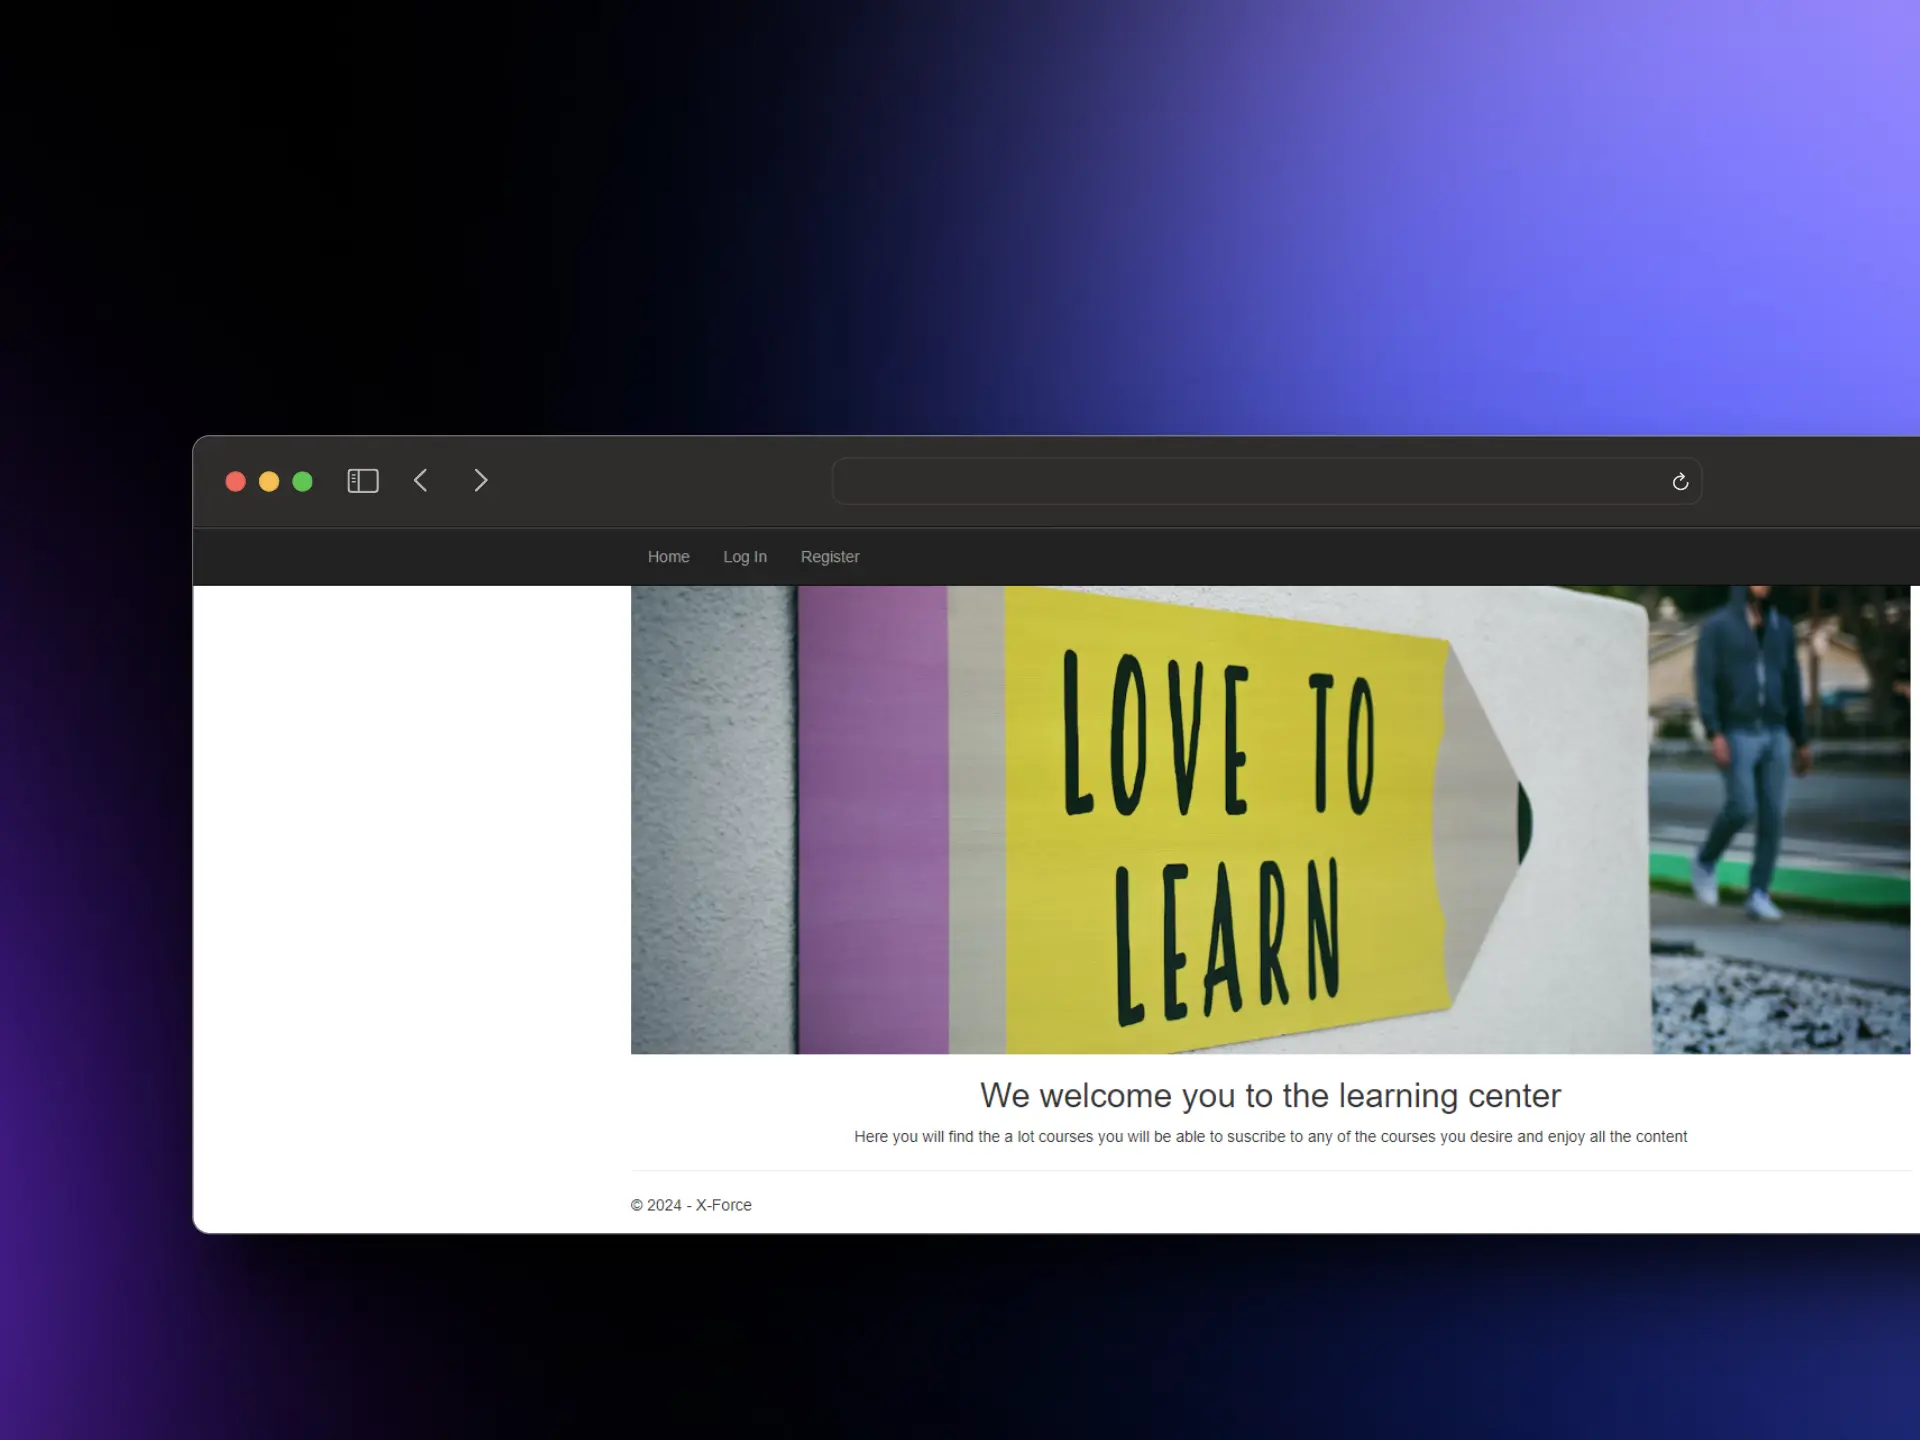 Home Log In Register
LOVE TO
LEARN
We welcome you to the learning center
Here you will find the a lot courses you will be able to suscribe to any of the courses you desire and enjoy all the content
© 2024 - X-Force